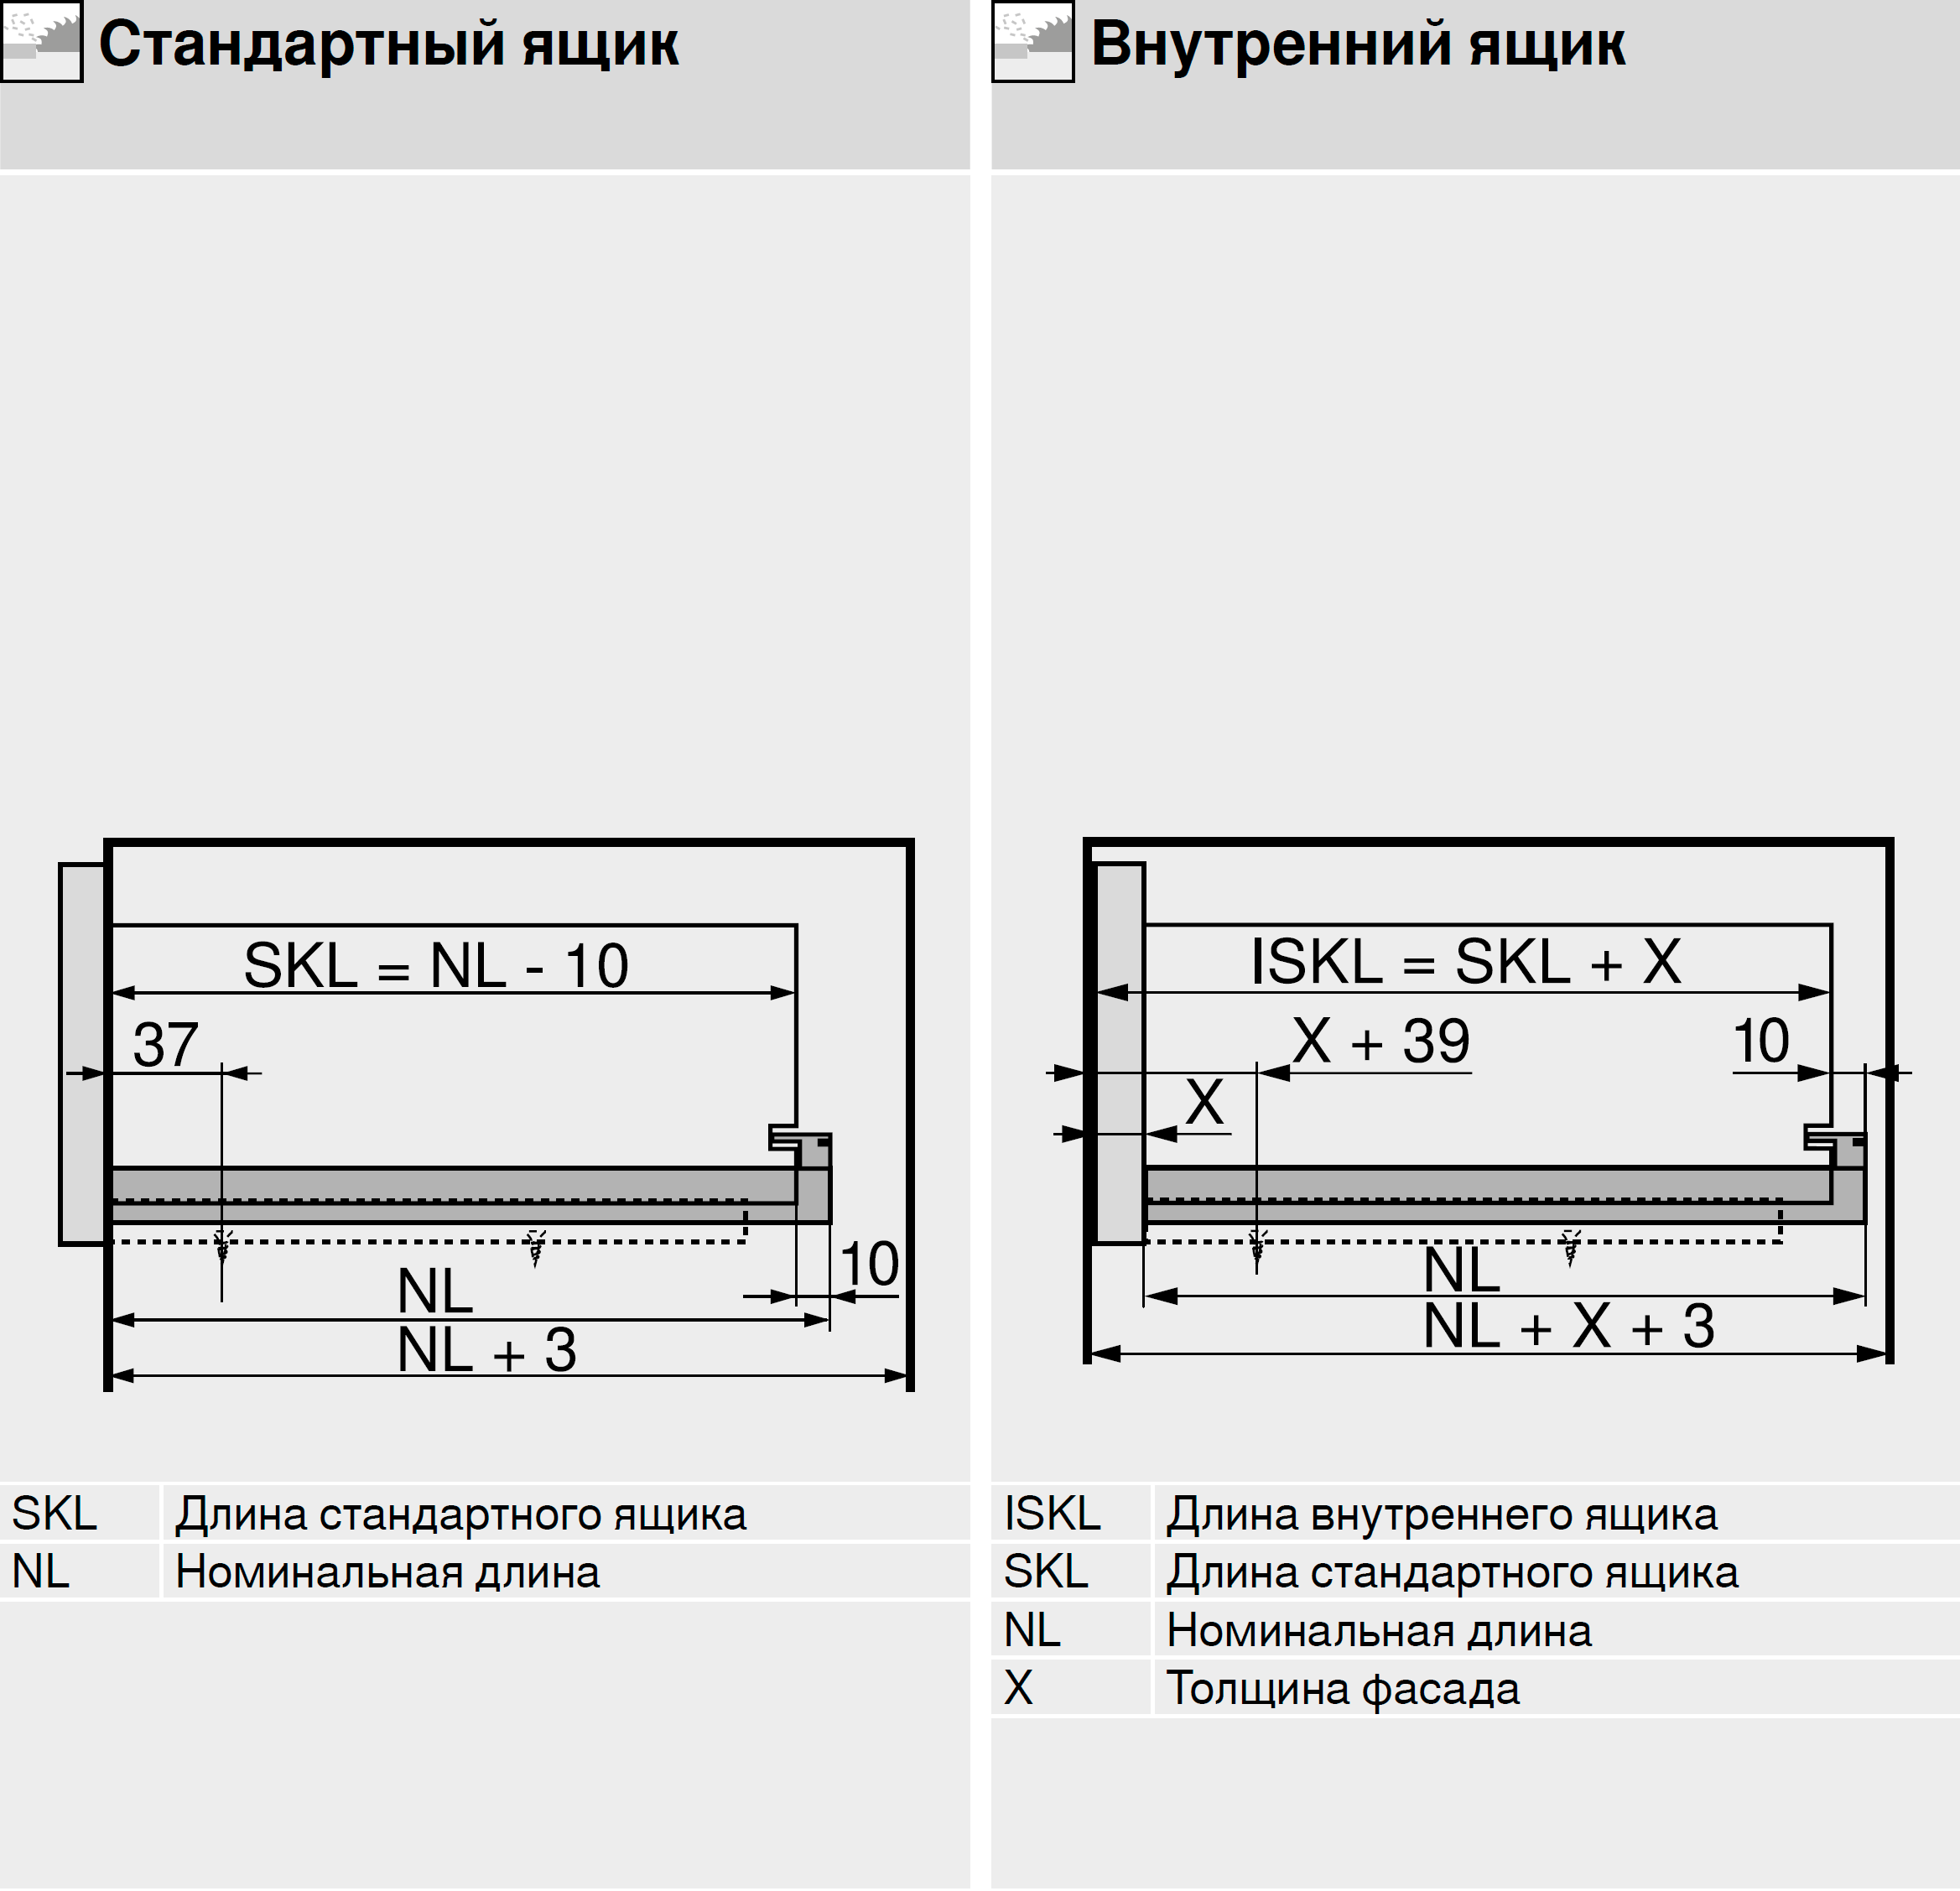 Стандартный ящик
SKL = NL - 10
37
10
NL
NL + 3
SKL Длина стандартного ящика
NL Номинальная длина
Внутренний ящик
ISKL = SKL + X
X + 39
10
X
NL
NL + X + 3
ISKL Длина внутреннего ящика
SKL Длина стандартного ящика
NL Номинальная длина
X Толщина фасада